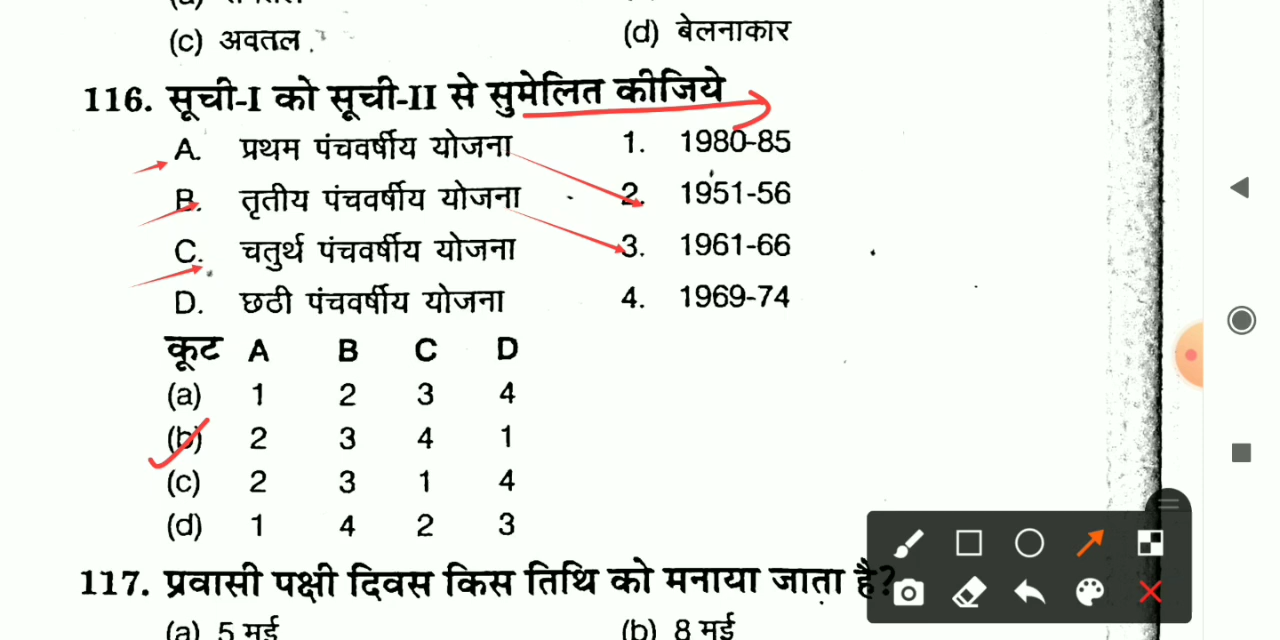 (c) अवतल
(d) बेलनाकार
116. सूची-I को सूची-II से सुमेलित कीजिये
A. प्रथम पंचवर्षीय योजना 1. 1980-85
B. तृतीय पंचवर्षीय योजना 2. 1951-56
C. चतुर्थ पंचवर्षीय योजना 3. 1961-66
D. छठी पंचवर्षीय योजना 4. 1969-74
कूट A B C D
(a) 1 2 3 4
(b) 2 3 4 1
(c) 2 3 1 4
(d) 1 4 2 3
117. प्रवासी पक्षी दिवस किस तिथि को मनाया जाता है?
(a) 5 मई (b) 8 मई